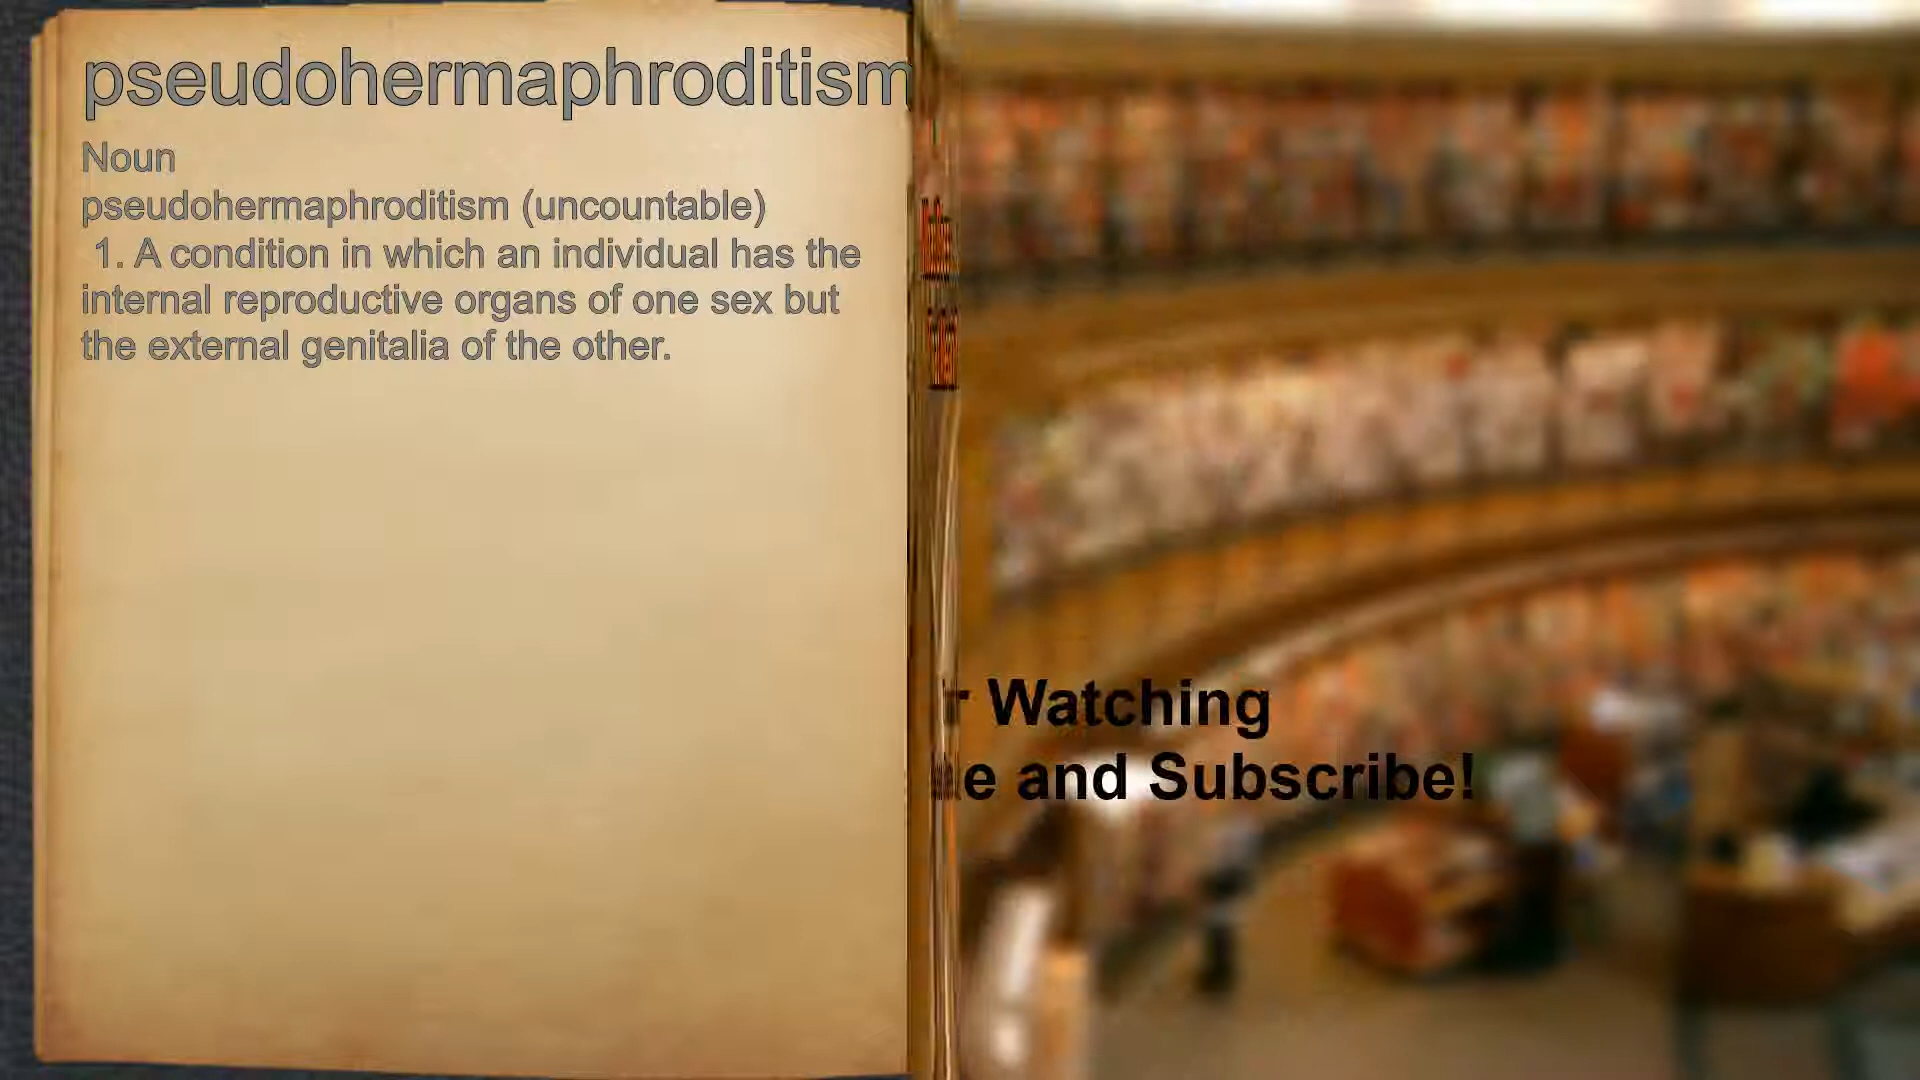 pseudohermaphroditism
Noun
pseudohermaphroditism (uncountable)
1. A condition in which an individual has the
internal reproductive organs of one sex but
the external genitalia of the other.
Watching
and Subscribe!